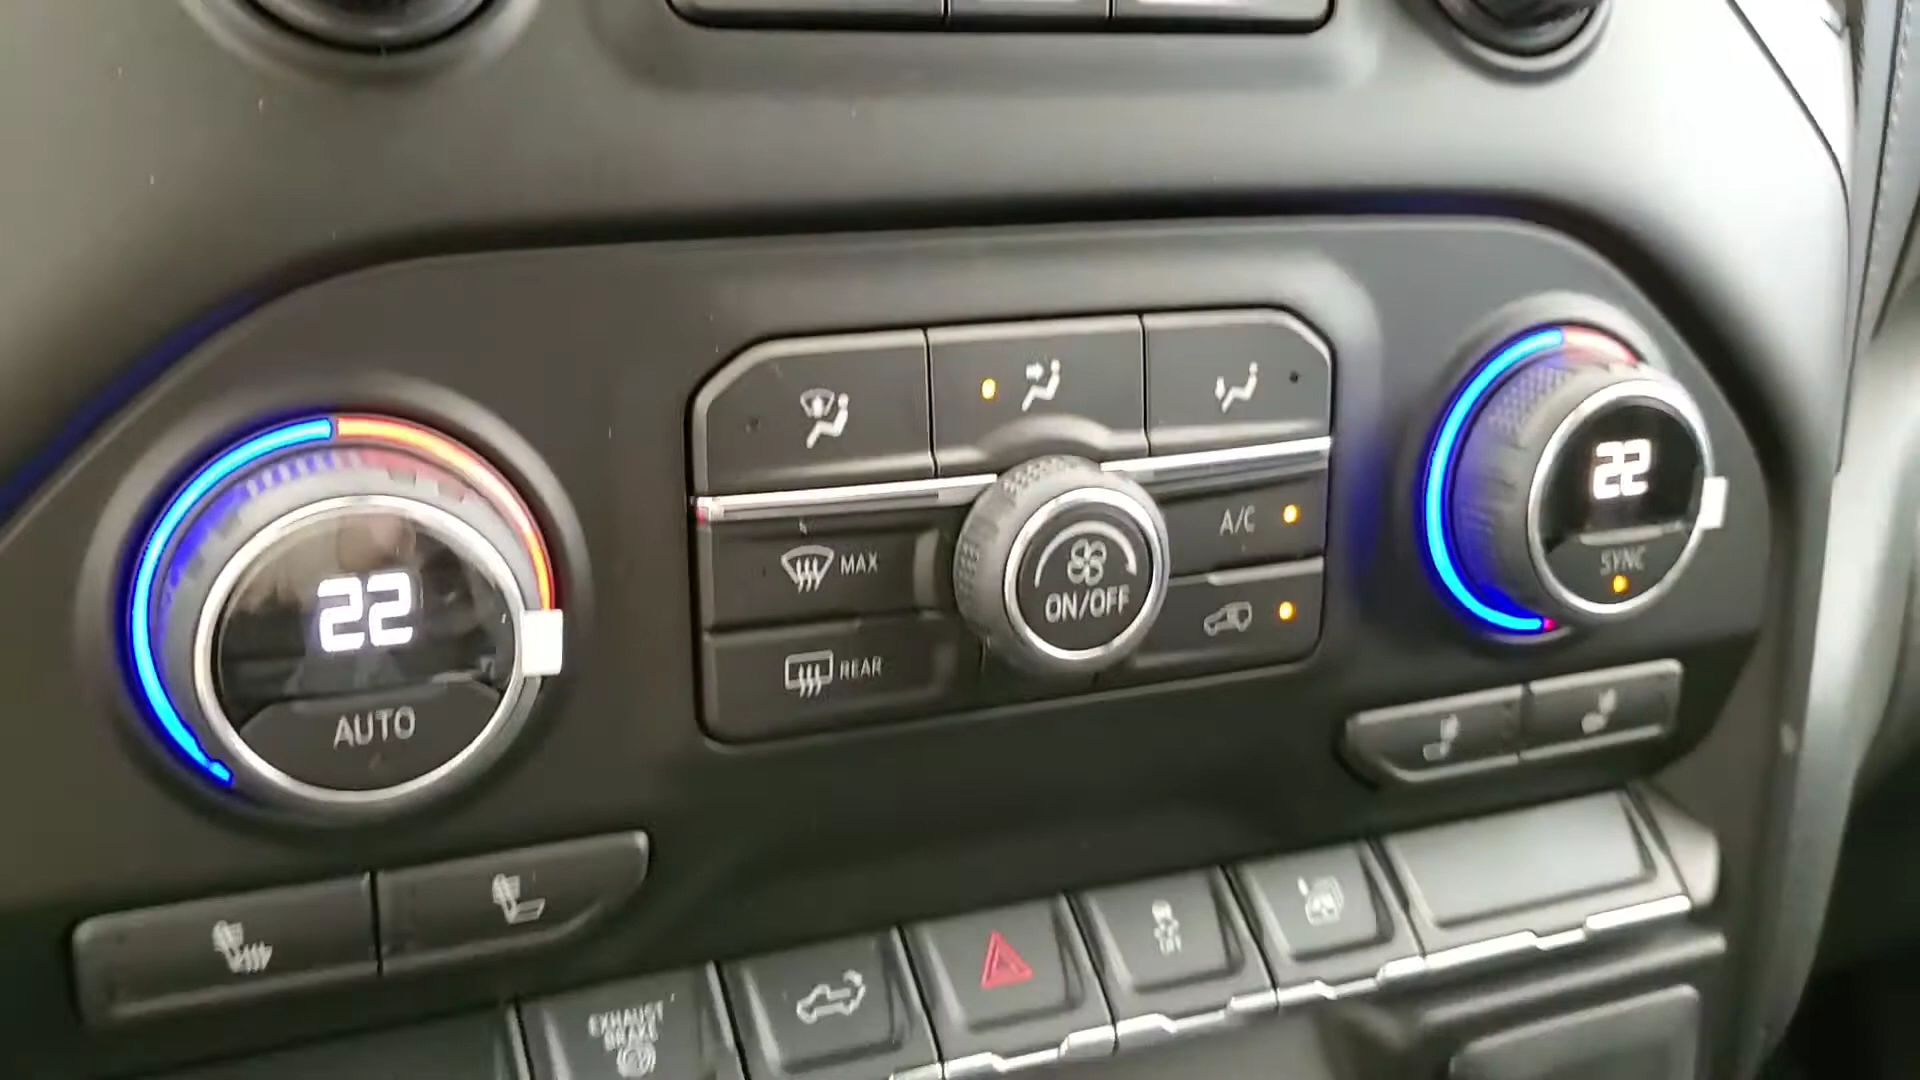 22
AUTO
MAX
REAR
ON/OFF
A/C
22
SYNC
EXHAUST
BRAKE